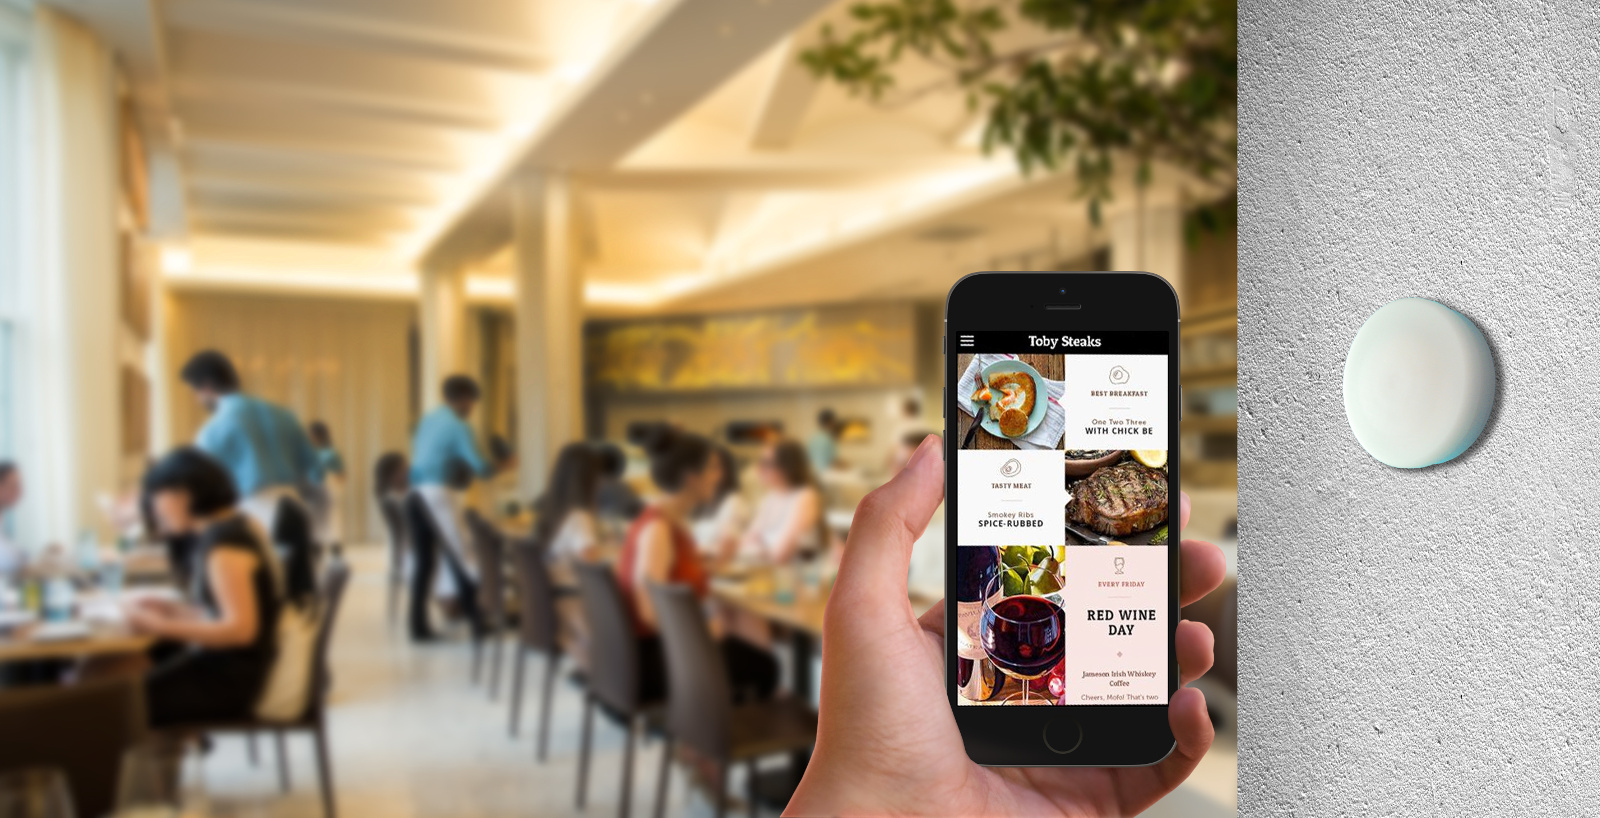 Toby Steaks
BEST BREAKFAST
One Two Three
WITH CHICK BE
TASTY MEAT
Smokey Ribs
SPICE-RUBBED
EVERY FRIDAY
RED WINE
DAY
Jameson Irish Whiskey
Coffee
Cheers, Mofo! That's two